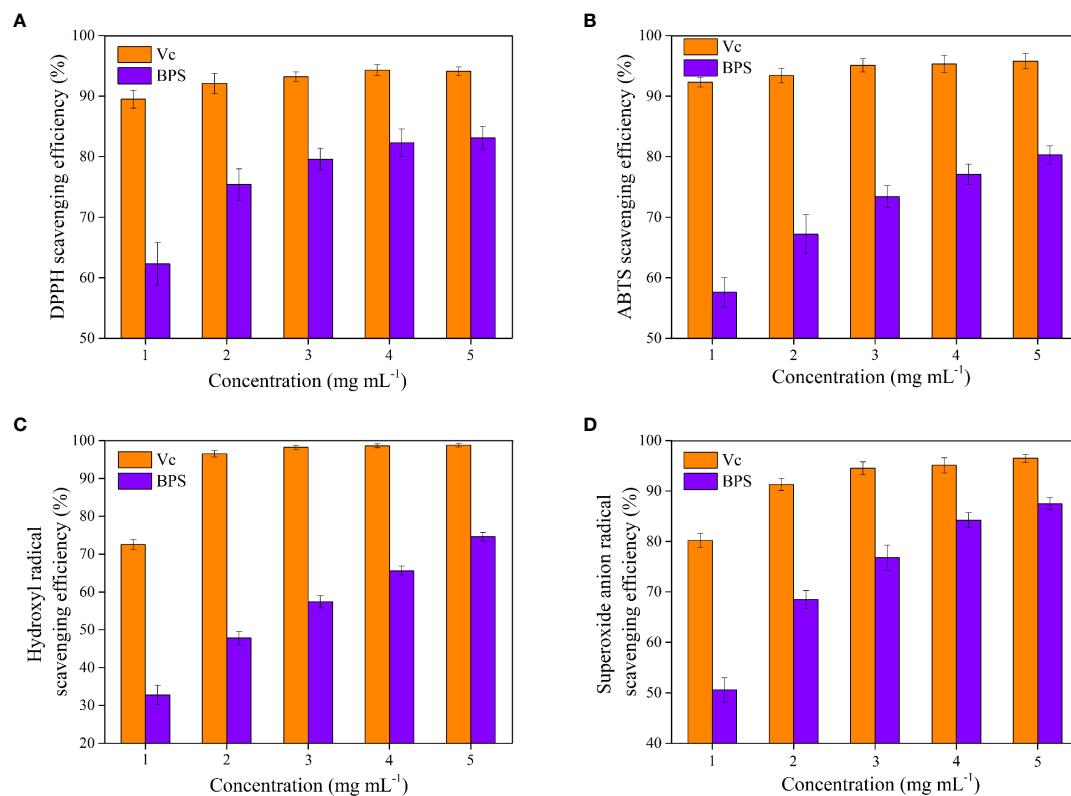 A
DPPH scavenging efficiency (%)
100
90
80
70
60
50
Vc
BPS
1 2 3 4 5
Concentration (mg mL⁻¹)
B
ABTS scavenging efficiency (%)
100
90
80
70
60
50
Vc
BPS
1 2 3 4 5
Concentration (mg mL⁻¹)
C
Hydroxyl radical
scavenging efficiency (%)
100
90
80
70
60
50
40
30
20
Vc
BPS
1 2 3 4 5
Concentration (mg mL⁻¹)
D
Superoxide anion radical
scavenging efficiency (%)
100
90
80
70
60
50
40
Vc
BPS
1 2 3 4 5
Concentration (mg mL⁻¹)